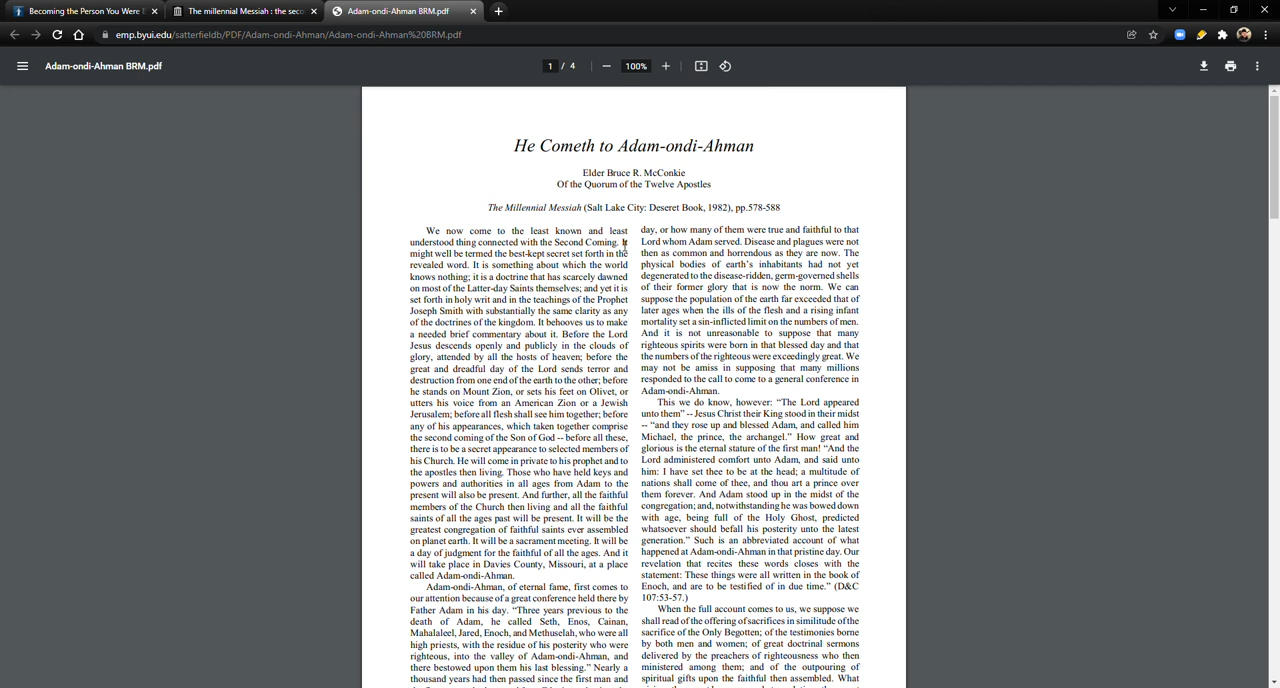 Becoming the Person You Were B
The millennial Messiah : the seco
Adam-ondi-Ahman BRM.pdf
emp.byui.edu/satterfieldb/PDF/Adam-ondi-Ahman/Adam-ondi-Ahman%20BRM.pdf
Adam-ondi-Ahman BRM.pdf
1 / 4
100%
He Cometh to Adam-ondi-Ahman
Elder Bruce R. McConkie
Of the Quorum of the Twelve Apostles
The Millennial Messiah (Salt Lake City: Deseret Book, 1982), pp.578-588
We now come to the least known and least
understood thing connected with the Second Coming. It
might well be termed the best-kept secret set forth in the
revealed word. It is something about which the world
knows nothing; it is a doctrine that has scarcely dawned
on most of the Latter-day Saints themselves; and yet it is
set forth in holy writ and in the teachings of the Prophet
Joseph Smith with substantially the same clarity as any
of the doctrines of the kingdom. It behooves us to make
a needed brief commentary about it. Before the Lord
Jesus descends openly and publicly in the clouds of
glory, attended by all the hosts of heaven; before the
great and dreadful day of the Lord sends terror and
destruction from one end of the earth to the other; before
he stands on Mount Zion, or sets his feet on Olivet, or
utters his voice from an American Zion or a Jewish
Jerusalem; before all flesh shall see him together; before
any of his appearances, which taken together comprise
the second coming of the Son of God -- before all these,
there is to be a secret appearance to selected members of
his Church. He will come in private to his prophet and to
the apostles then living. Those who have held keys and
powers and authorities in all ages from Adam to the
present will also be present. And further, all the faithful
members of the Church then living and all the faithful
saints of all the ages past will be present. It will be the
greatest congregation of faithful saints ever assembled
on planet earth. It will be a sacrament meeting. It will be
a day of judgment for the faithful of all the ages. And it
will take place in Davies County, Missouri, at a place
called Adam-ondi-Ahman.
Adam-ondi-Ahman, of eternal fame, first comes to
our attention because of a great conference held there by
Father Adam in his day. “Three years previous to the
death of Adam, he called Seth, Enos, Cainan,
Mahalaleel, Jared, Enoch, and Methuselah, who were all
high priests, with the residue of his posterity who were
righteous, into the valley of Adam-ondi-Ahman, and
there bestowed upon them his last blessing.” Nearly a
thousand years had then passed since the first man and
day, or how many of them were true and faithful to that
Lord whom Adam served. Disease and plagues were not
then as common and horrendous as they are now. The
physical bodies of earth’s inhabitants had not yet
degenerated to the disease-ridden, germ-governed shells
of their former glory that is now the norm. We can
suppose the population of the earth far exceeded that of
later ages when the ills of the flesh and a rising infant
mortality set a sin-inflicted limit on the numbers of men.
And it is not unreasonable to suppose that many
righteous spirits were born in that blessed day and that
the numbers of the righteous were exceedingly great. We
may not be amiss in supposing that many millions
responded to the call to come to a general conference in
Adam-ondi-Ahman.
This we do know, however: “The Lord appeared
unto them” -- Jesus Christ their King stood in their midst
-- “and they rose up and blessed Adam, and called him
Michael, the prince, the archangel.” How great and
glorious is the eternal stature of the first man! “And the
Lord administered comfort unto Adam, and said unto
him: I have set thee to be at the head; a multitude of
nations shall come of thee, and thou art a prince over
them forever. And Adam stood up in the midst of the
congregation; and, notwithstanding he was bowed down
with age, being full of the Holy Ghost, predicted
whatsoever should befall his posterity unto the latest
generation.” Such is an abbreviated account of what
happened at Adam-ondi-Ahman in that pristine day. Our
revelation that recites these words closes with the
statement: These things were all written in the book of
Enoch, and are to be testified of in due time.” (D&C
107:53-57.)
When the full account comes to us, we suppose we
shall read of the offering of sacrifices in similitude of the
sacrifice of the Only Begotten; of the testimonies borne
by both men and women; of great doctrinal sermons
delivered by the preachers of righteousness who then
ministered among them; and of the outpouring of
spiritual gifts upon the faithful then assembled. What